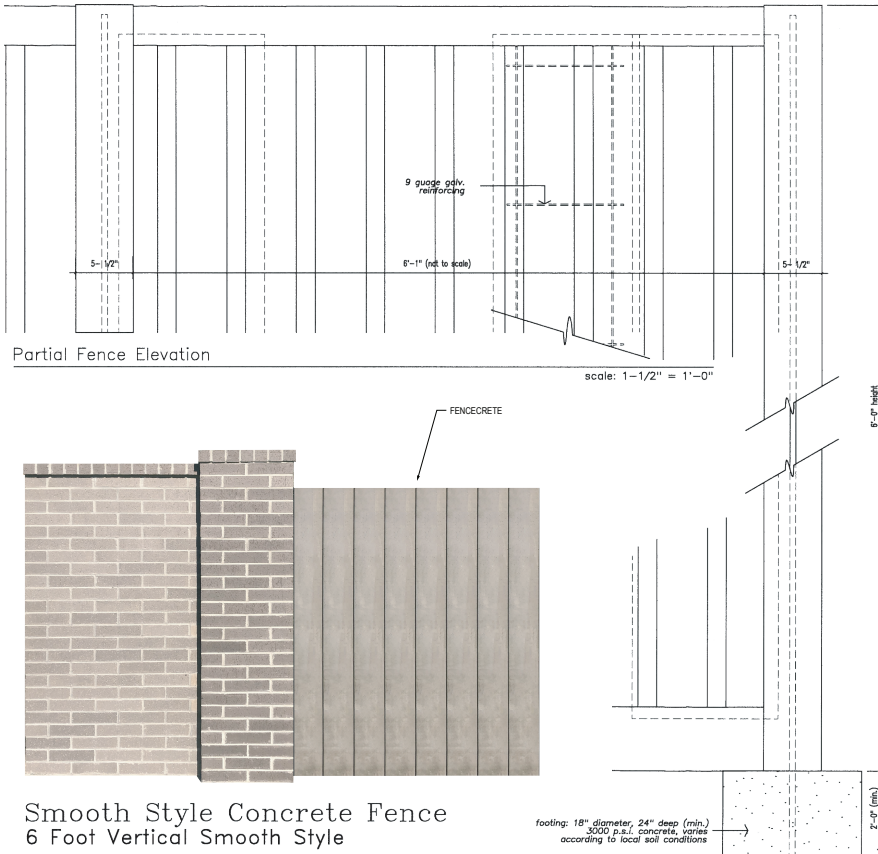 9 guage galv.
reinforcing
5-1/2"
6'-1" (not to scale)
5-1/2"
Partial Fence Elevation
scale: 1-1/2" = 1'-0"
6'-0" height
FENCECRETE
Smooth Style Concrete Fence
6 Foot Vertical Smooth Style
footing: 18" diameter, 24" deep (min.)
3000 p.s.i. concrete, varies
according to local soil conditions
2'-0" (min.)